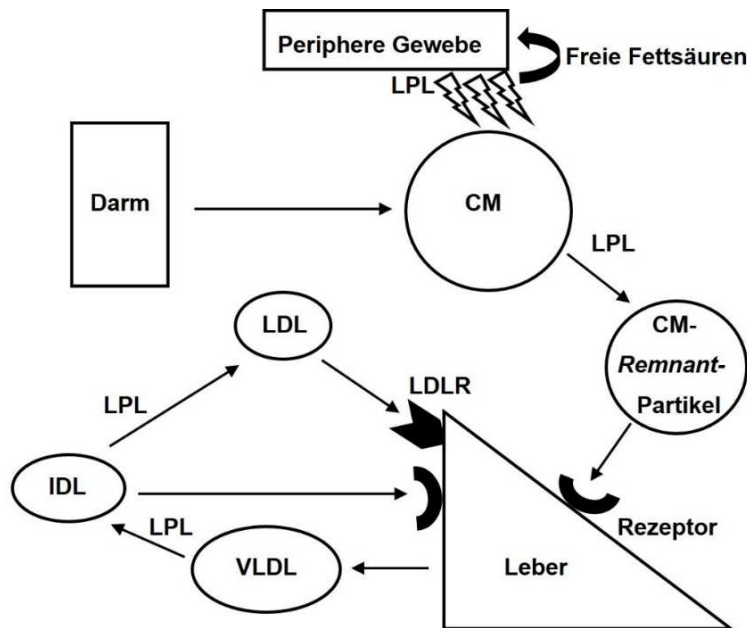 Periphere Gewebe
Freie Fettsäuren
LPL
Darm
CM
LPL
CM-
Remnant-
Partikel
LDL
LDLR
LPL
IDL
LPL
VLDL
Leber
Rezeptor